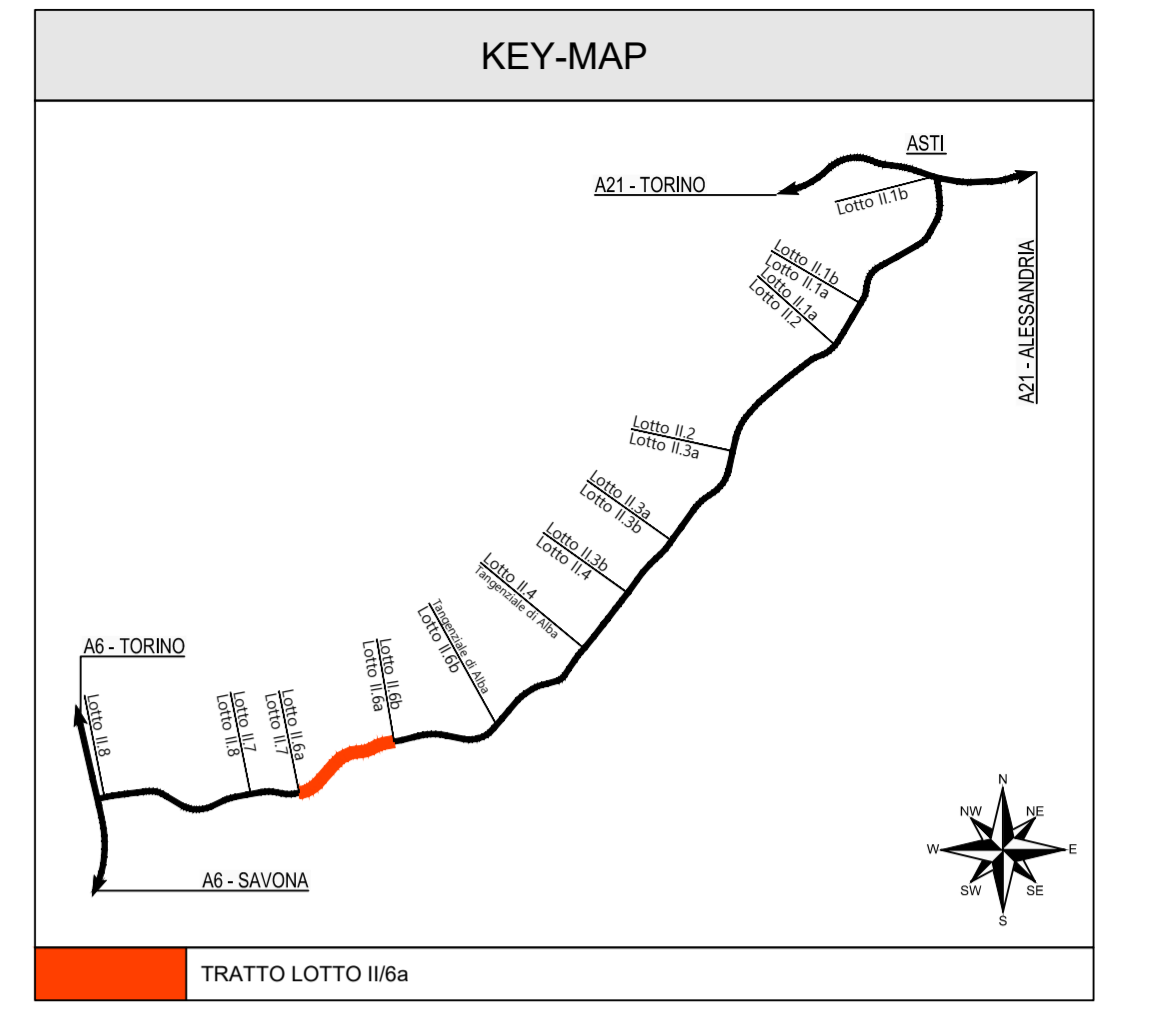 KEY-MAP
ASTI
A21 - TORINO
Lotto II.1b
A21 - ALESSANDRIA
Lotto II.1b
Lotto II.1a
Lotto II.1a
Lotto II.2
Lotto II.2
Lotto II.3a
Lotto II.3a
Lotto II.3b
Lotto II.3b
Lotto II.4
Lotto II.4
Tangenziale di Alba
Tangenziale di Alba
Lotto II.6b
Lotto II.6b
Lotto II.6a
A6 - TORINO
Lotto II.6a
Lotto II.7
Lotto II.7
Lotto II.8
Lotto II.8
A6 - SAVONA
N
NW
NE
W
E
SW
SE
S
TRATTO LOTTO II/6a